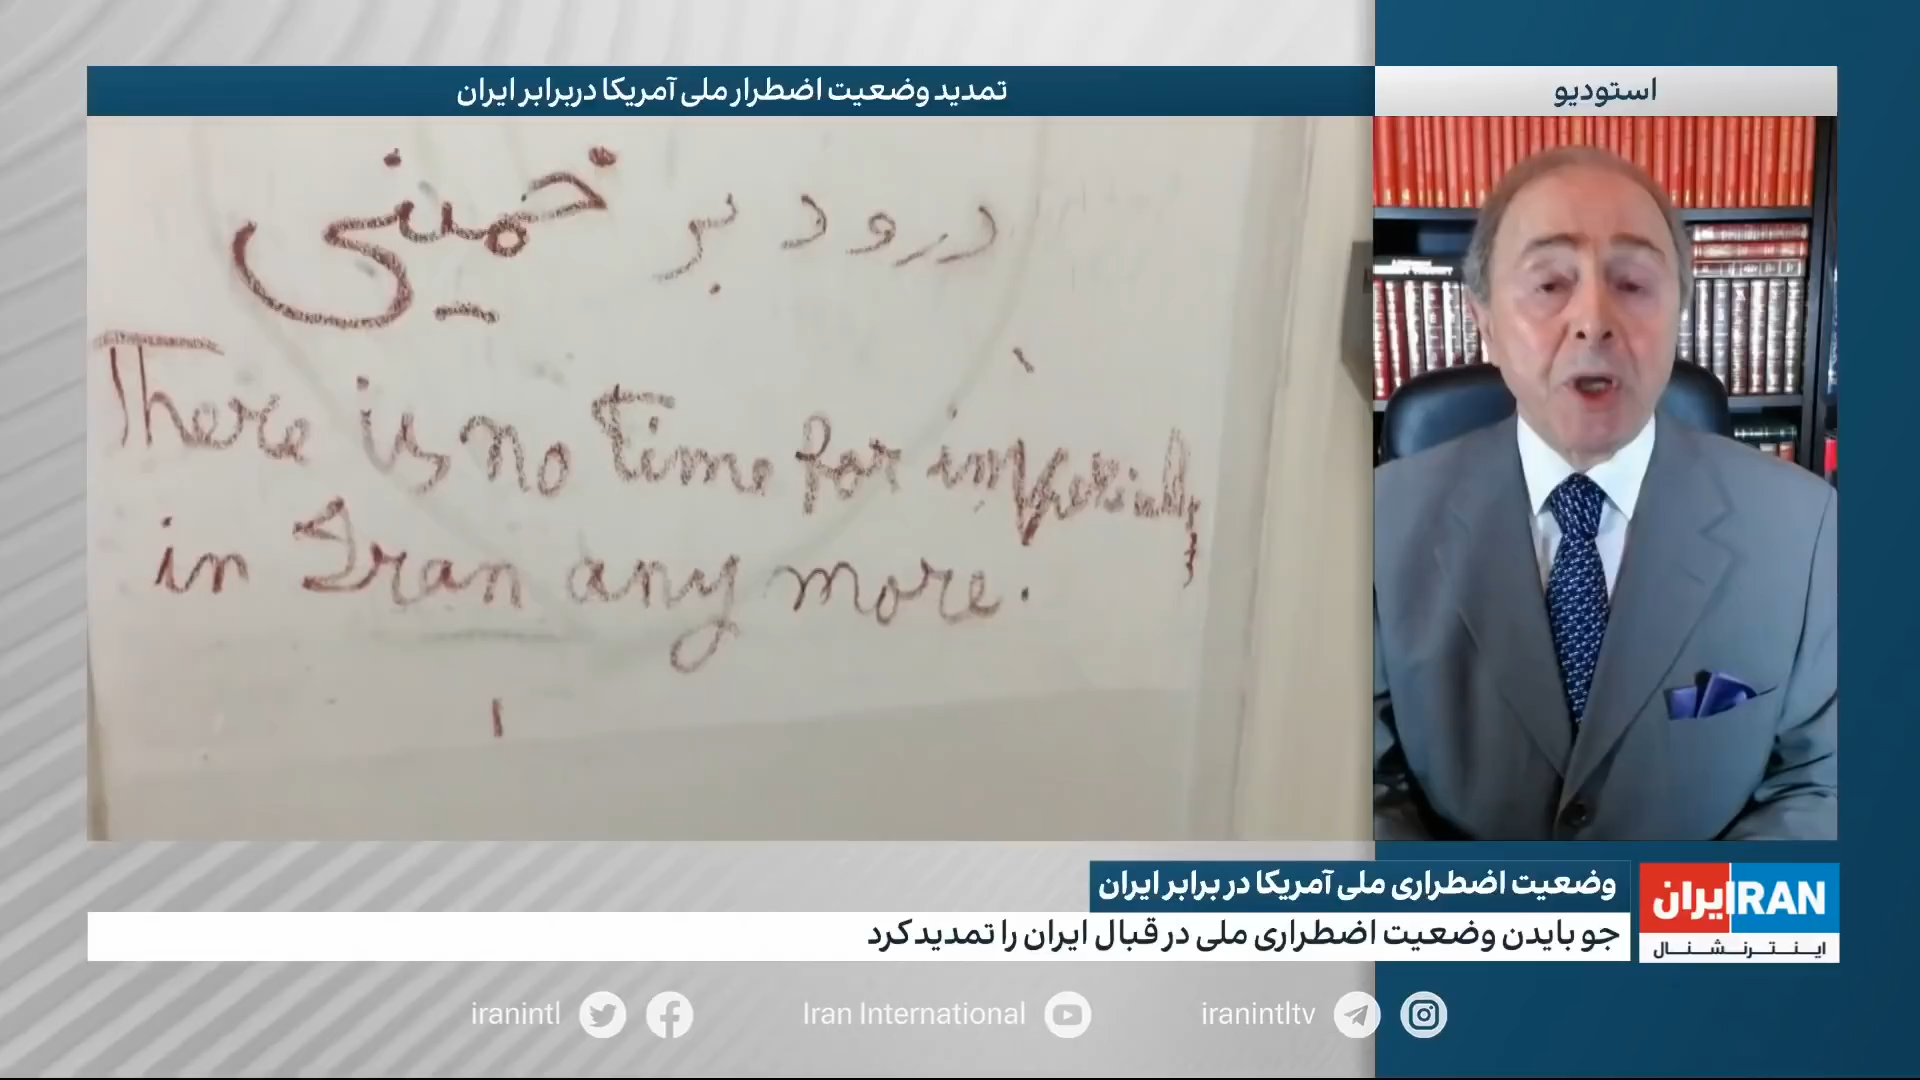 تمدید وضعیت اضطرار ملی آمریکا دربرابر ایران
استودیو
درود بر خمینی
There is no time for
in Iran any more.
وضعیت اضطراری ملی آمریکا در برابر ایران
جو بایدن وضعیت اضطراری ملی در قبال ایران را تمدید کرد
ایران IRAN
اینترنشنال
iranintl
Iran International
iranintltv